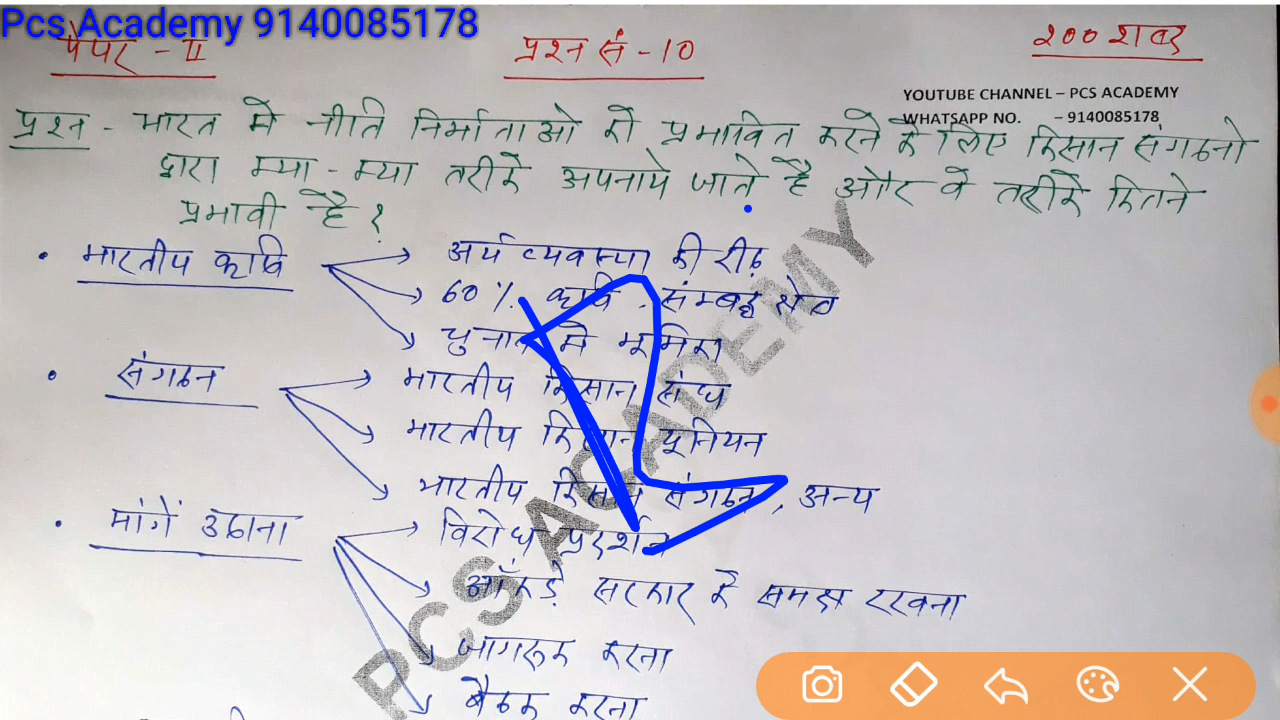 Pcs Academy 9140085178
पेपर - II प्रश्न सं - 10 200 शब्द
YOUTUBE CHANNEL – PCS ACADEMY
WHATSAPP NO. – 9140085178
प्रश्न - भारत मे नीति निर्माताओ को प्रभावित करने के लिए किसान संगठनो
द्वारा क्या - क्या तरीके अपनाये जाते है और वे तरीके कितने
प्रभावी है ?
• भारतीय कृषि
अर्थ व्यवस्था की रीढ़
60 % कृषि, संम्बद्ध क्षेत्र
चुनाव मे भूमिका
• संगठन
भारतीय किसान संघ
भारतीय किसान यूनियन
भारतीय किसान संगठन, अन्य
• मांगें उठाना
विरोध प्रदर्शन
आँकड़े सरकार के समक्ष रखना
जागरूक करना
बैठक करना
PCS ACADEMY